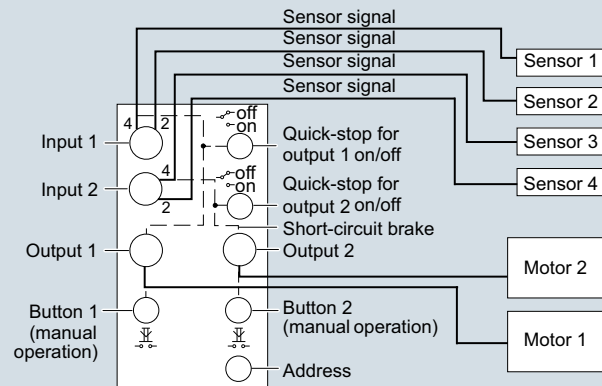 Sensor signal
Sensor signal
Sensor signal
Sensor signal
Sensor 1
Sensor 2
Sensor 3
Sensor 4
4
2
off
on
Input 1
Quick-stop for
output 1 on/off
4
2
off
on
Input 2
Quick-stop for
output 2 on/off
Short-circuit brake
Output 1
Output 2
Motor 2
Button 1
(manual
operation)
Button 2
(manual operation)
Motor 1
Address